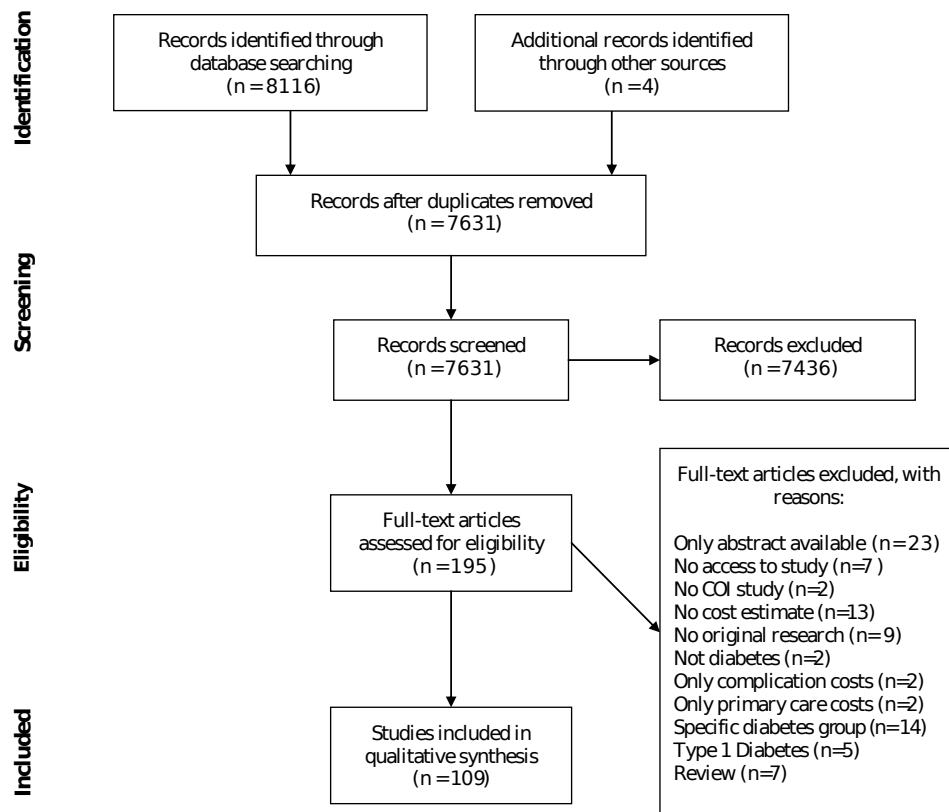 Identification
Records identified through
database searching
(n = 8116)
Additional records identified
through other sources
(n = 4)
Records after duplicates removed
(n = 7631)
Screening
Records screened
(n = 7631)
Records excluded
(n = 7436)
Eligibility
Full-text articles
assessed for eligibility
(n = 195)
Full-text articles excluded, with
reasons:
Only abstract available (n = 23)
No access to study (n=7 )
No COI study (n=2)
No cost estimate (n=13)
No original research (n= 9)
Not diabetes (n=2)
Only complication costs (n=2)
Only primary care costs (n=2)
Specific diabetes group (n=14)
Type 1 Diabetes (n=5)
Review (n=7)
Included
Studies included in
qualitative synthesis
(n = 109)